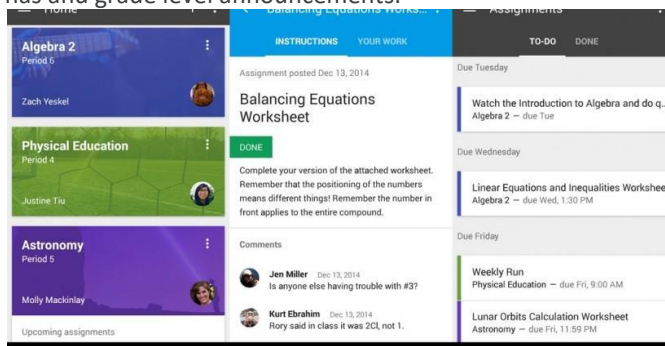 has and grade level announcements.
Home
Algebra 2
Period 6
Zach Yeskel
Physical Education
Period 4
Justine Tiu
Astronomy
Period 5
Molly Mackinlay
Upcoming assignments
Balancing Equations Works...
INSTRUCTIONS YOUR WORK
Assignment posted Dec 13, 2014
Balancing Equations
Worksheet
DONE
Complete your version of the attached worksheet.
Remember that the positioning of the numbers
means different things! Remember the number in
front applies to the entire compound.
Comments
Jen Miller Dec 13, 2014
Is anyone else having trouble with #3?
Kurt Ebrahim Dec 13, 2014
Rory said in class it was 2Cl, not 1.
Assignments
TO-DO DONE
Due Tuesday
Watch the Introduction to Algebra and do q...
Algebra 2 — due Tue
Due Wednesday
Linear Equations and Inequalities Workshee
Algebra 2 — due Wed, 1:30 PM
Due Friday
Weekly Run
Physical Education — due Fri, 9:00 AM
Lunar Orbits Calculation Worksheet
Astronomy — due Fri, 11:59 PM